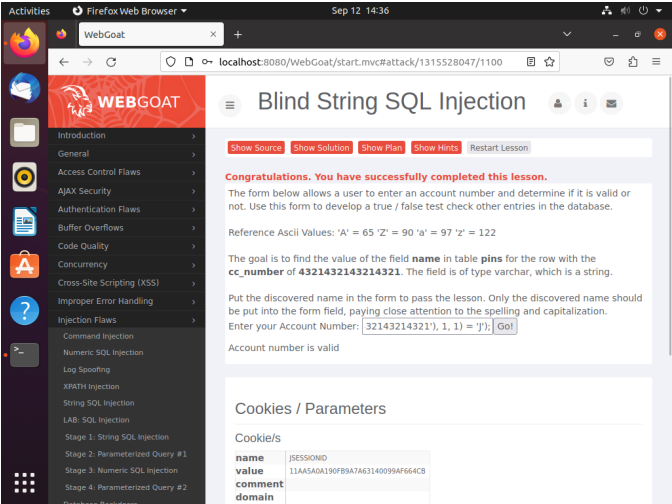 Activities
Firefox Web Browser
Sep 12 14:36
WebGoat
localhost:8080/WebGoat/start.mvc#attack/1315528047/1100
WEBGOAT
Blind String SQL Injection
Introduction
General
Access Control Flaws
AJAX Security
Authentication Flaws
Buffer Overflows
Code Quality
Concurrency
Cross-Site Scripting (XSS)
Improper Error Handling
Injection Flaws
Command Injection
Numeric SQL Injection
Log Spoofing
XPATH Injection
String SQL Injection
LAB: SQL Injection
Stage 1: String SQL Injection
Stage 2: Parameterized Query #1
Stage 3: Numeric SQL Injection
Stage 4: Parameterized Query #2
Database Backdoors
Show Source Show Solution Show Plan Show Hints Restart Lesson
Congratulations. You have successfully completed this lesson.
The form below allows a user to enter an account number and determine if it is valid or
not. Use this form to develop a true / false test check other entries in the database.
Reference Ascii Values: 'A' = 65 'Z' = 90 'a' = 97 'z' = 122
The goal is to find the value of the field name in table pins for the row with the
cc_number of 4321432143214321. The field is of type varchar, which is a string.
Put the discovered name in the form to pass the lesson. Only the discovered name should
be put into the form field, paying close attention to the spelling and capitalization.
Enter your Account Number: 32143214321'), 1, 1) = 'J'); Go!
Account number is valid
Cookies / Parameters
Cookie/s
name JSESSIONID
value 11AA5A0A190FB9A7A63140099AF664CB
comment
domain